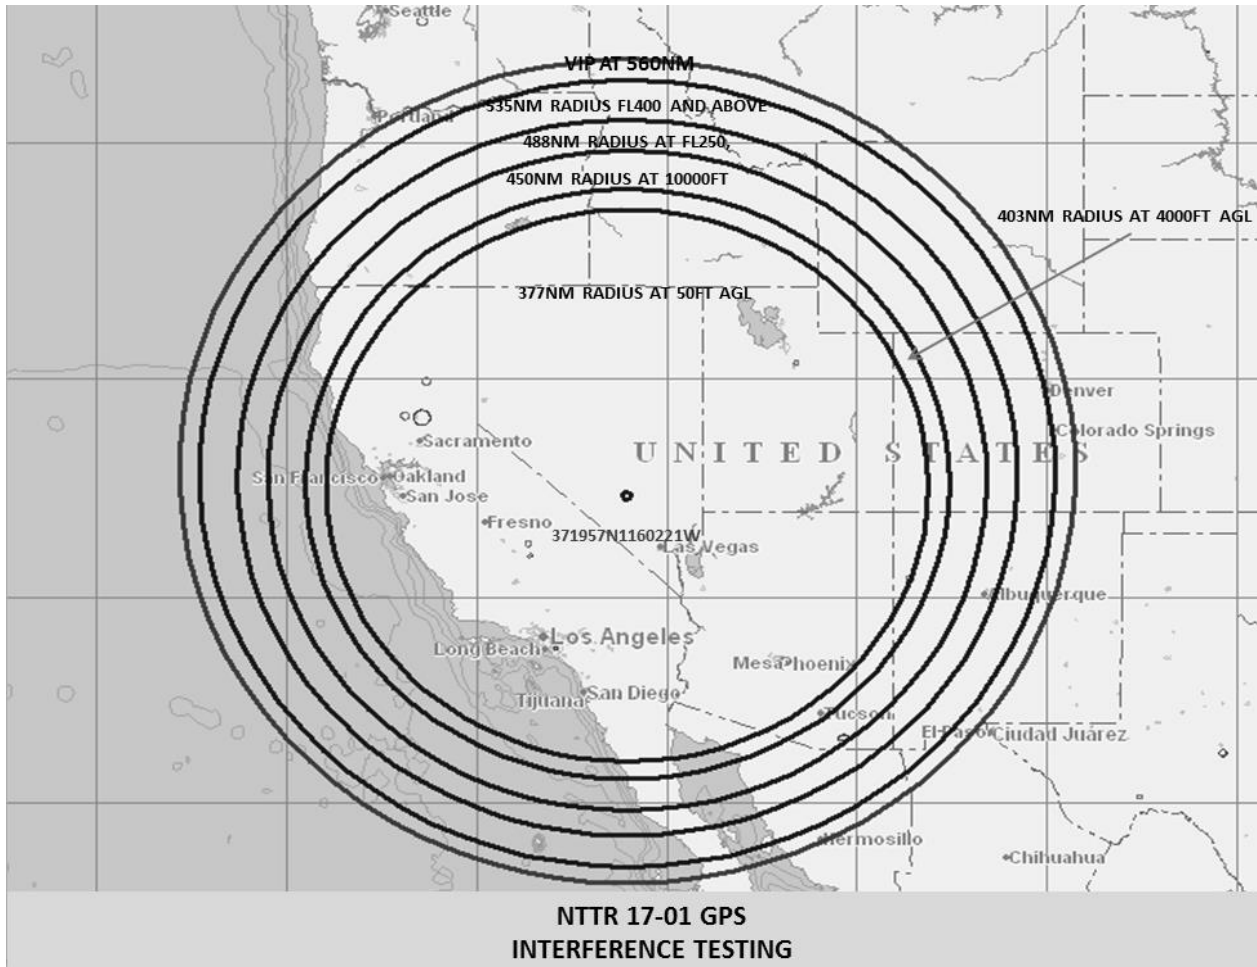 Seattle
VIP AT 560NM
535NM RADIUS FL400 AND ABOVE
Portland
488NM RADIUS AT FL250,
450NM RADIUS AT 10000FT
403NM RADIUS AT 4000FT AGL
377NM RADIUS AT 50FT AGL
Denver
Colorado Springs
Sacramento
UNITED STATES
San Francisco
Oakland
San Jose
Fresno
371957N1160221W
Las Vegas
Albuquerque
Los Angeles
Long Beach
Mesa
Phoenix
San Diego
Tijuana
Tucson
El Paso
Ciudad Juárez
Hermosillo
Chihuahua
NTTR 17-01 GPS
INTERFERENCE TESTING